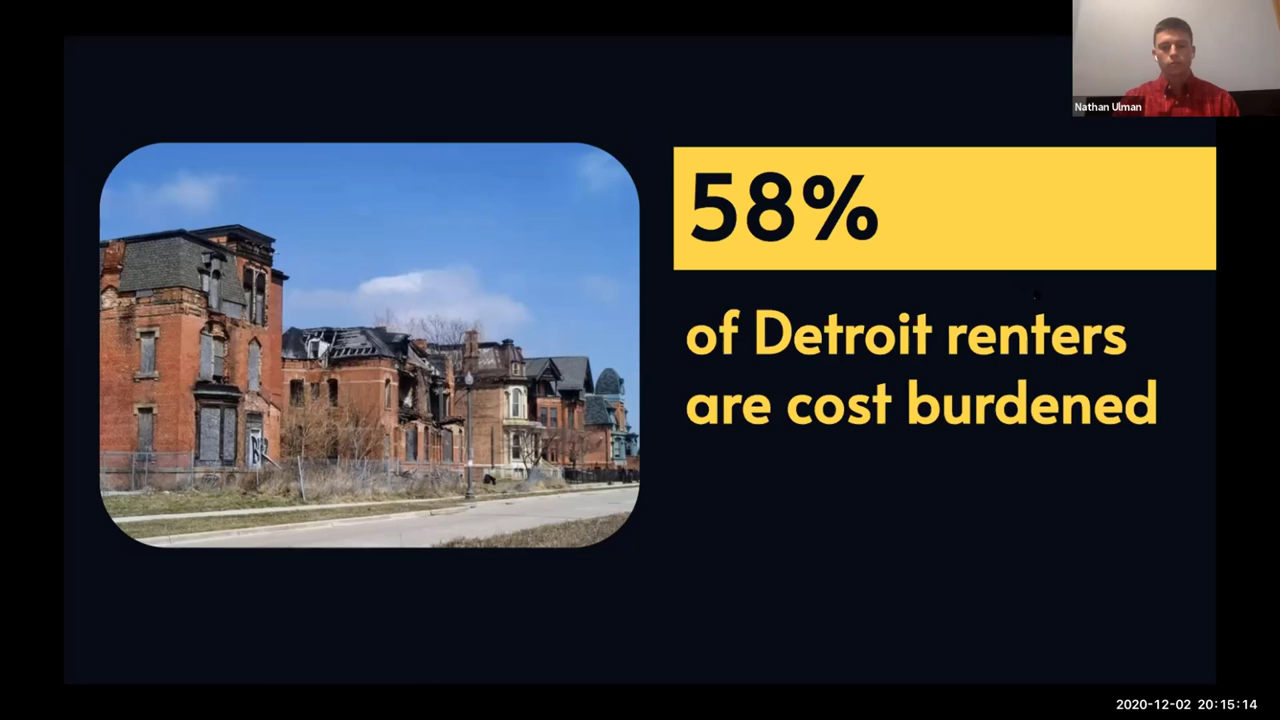 Nathan Ulman
58%
of Detroit renters
are cost burdened
2020-12-02 20:15:14